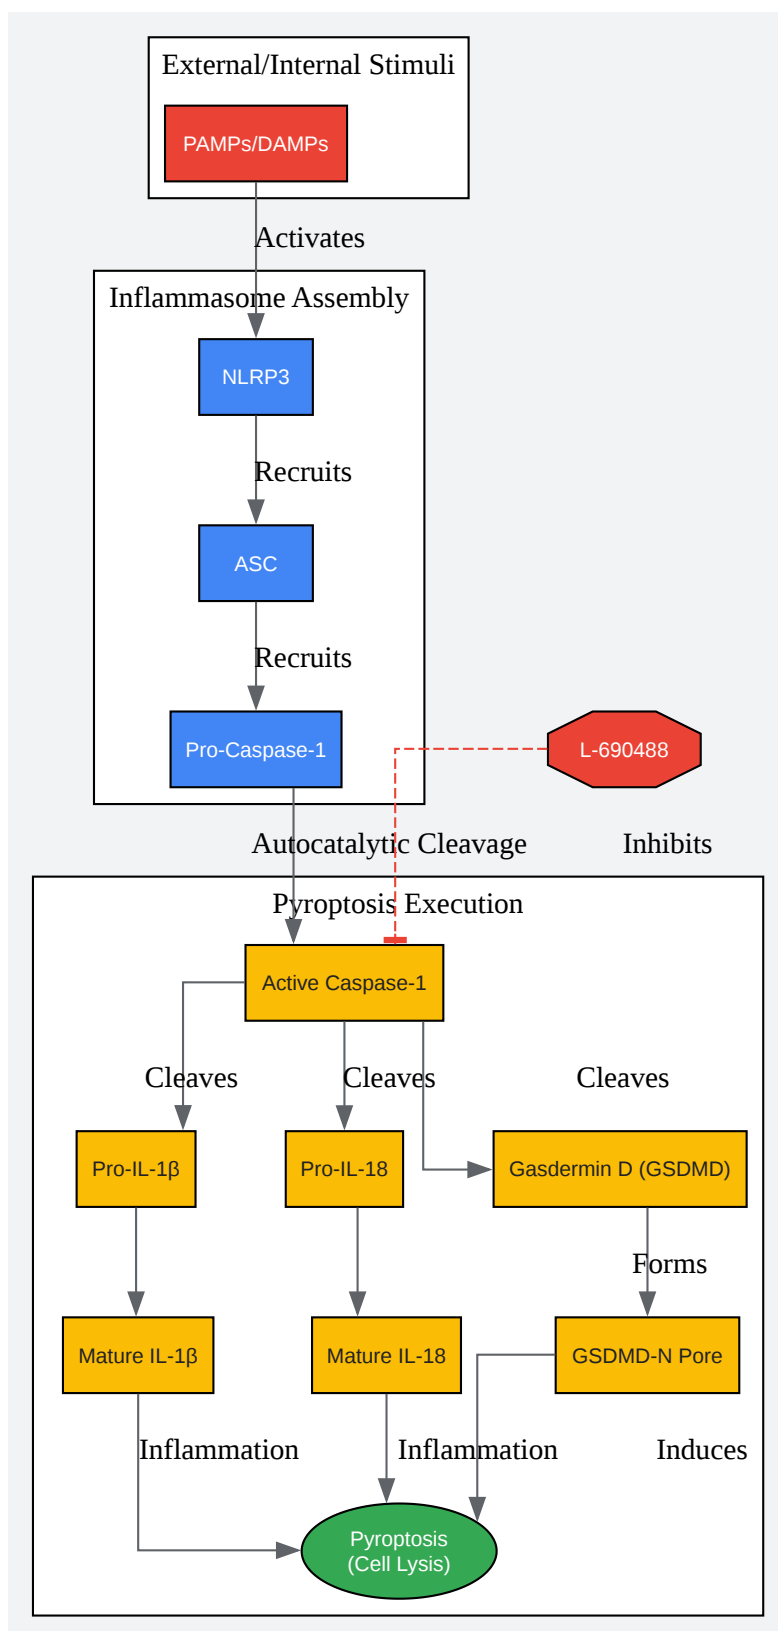 External/Internal Stimuli
PAMPs/DAMPs
Activates
Inflammasome Assembly
NLRP3
Recruits
ASC
Recruits
Pro-Caspase-1
L-690488
Autocatalytic Cleavage
Inhibits
Pyroptosis Execution
Active Caspase-1
Cleaves
Cleaves
Cleaves
Pro-IL-1β
Pro-IL-18
Gasdermin D (GSDMD)
Forms
Mature IL-1β
Mature IL-18
GSDMD-N Pore
Inflammation
Inflammation
Induces
Pyroptosis
(Cell Lysis)